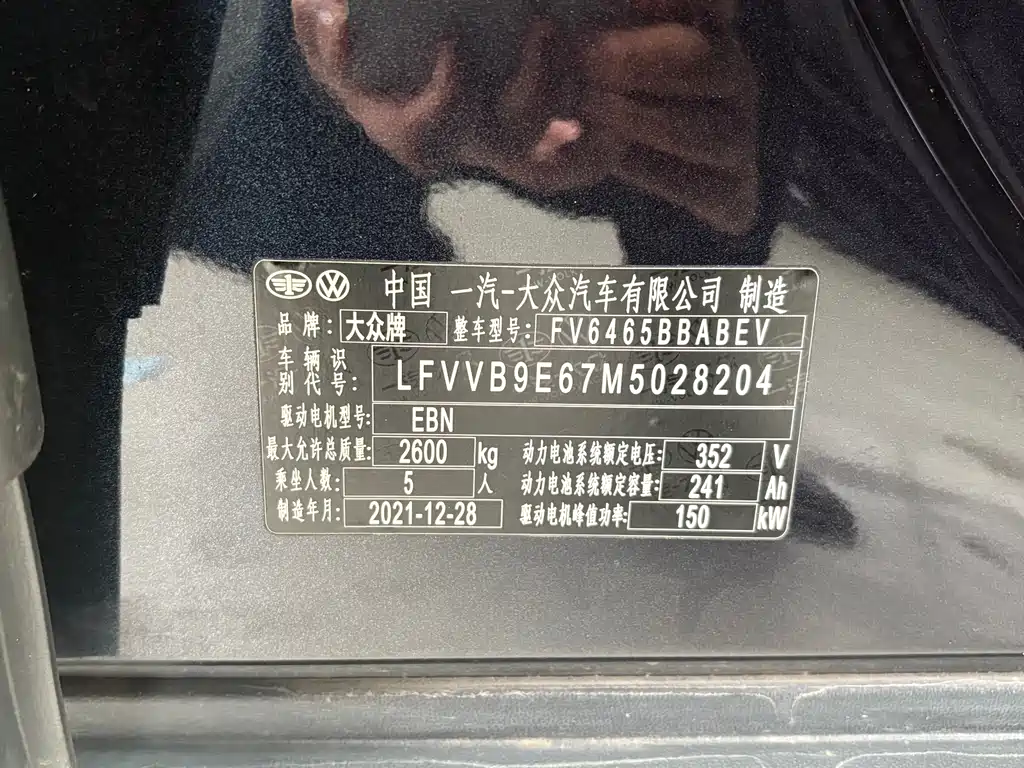 中国 一汽-大众汽车有限公司 制造
品牌: 大众牌 整车型号: FV6465BBABEV
车辆识别代号: LFVVB9E67M5028204
驱动电机型号: EBN
最大允许总质量: 2600 kg 动力电池系统额定电压: 352 V
乘坐人数: 5 人 动力电池系统额定容量: 241 Ah
制造年月: 2021-12-28 驱动电机峰值功率: 150 kW